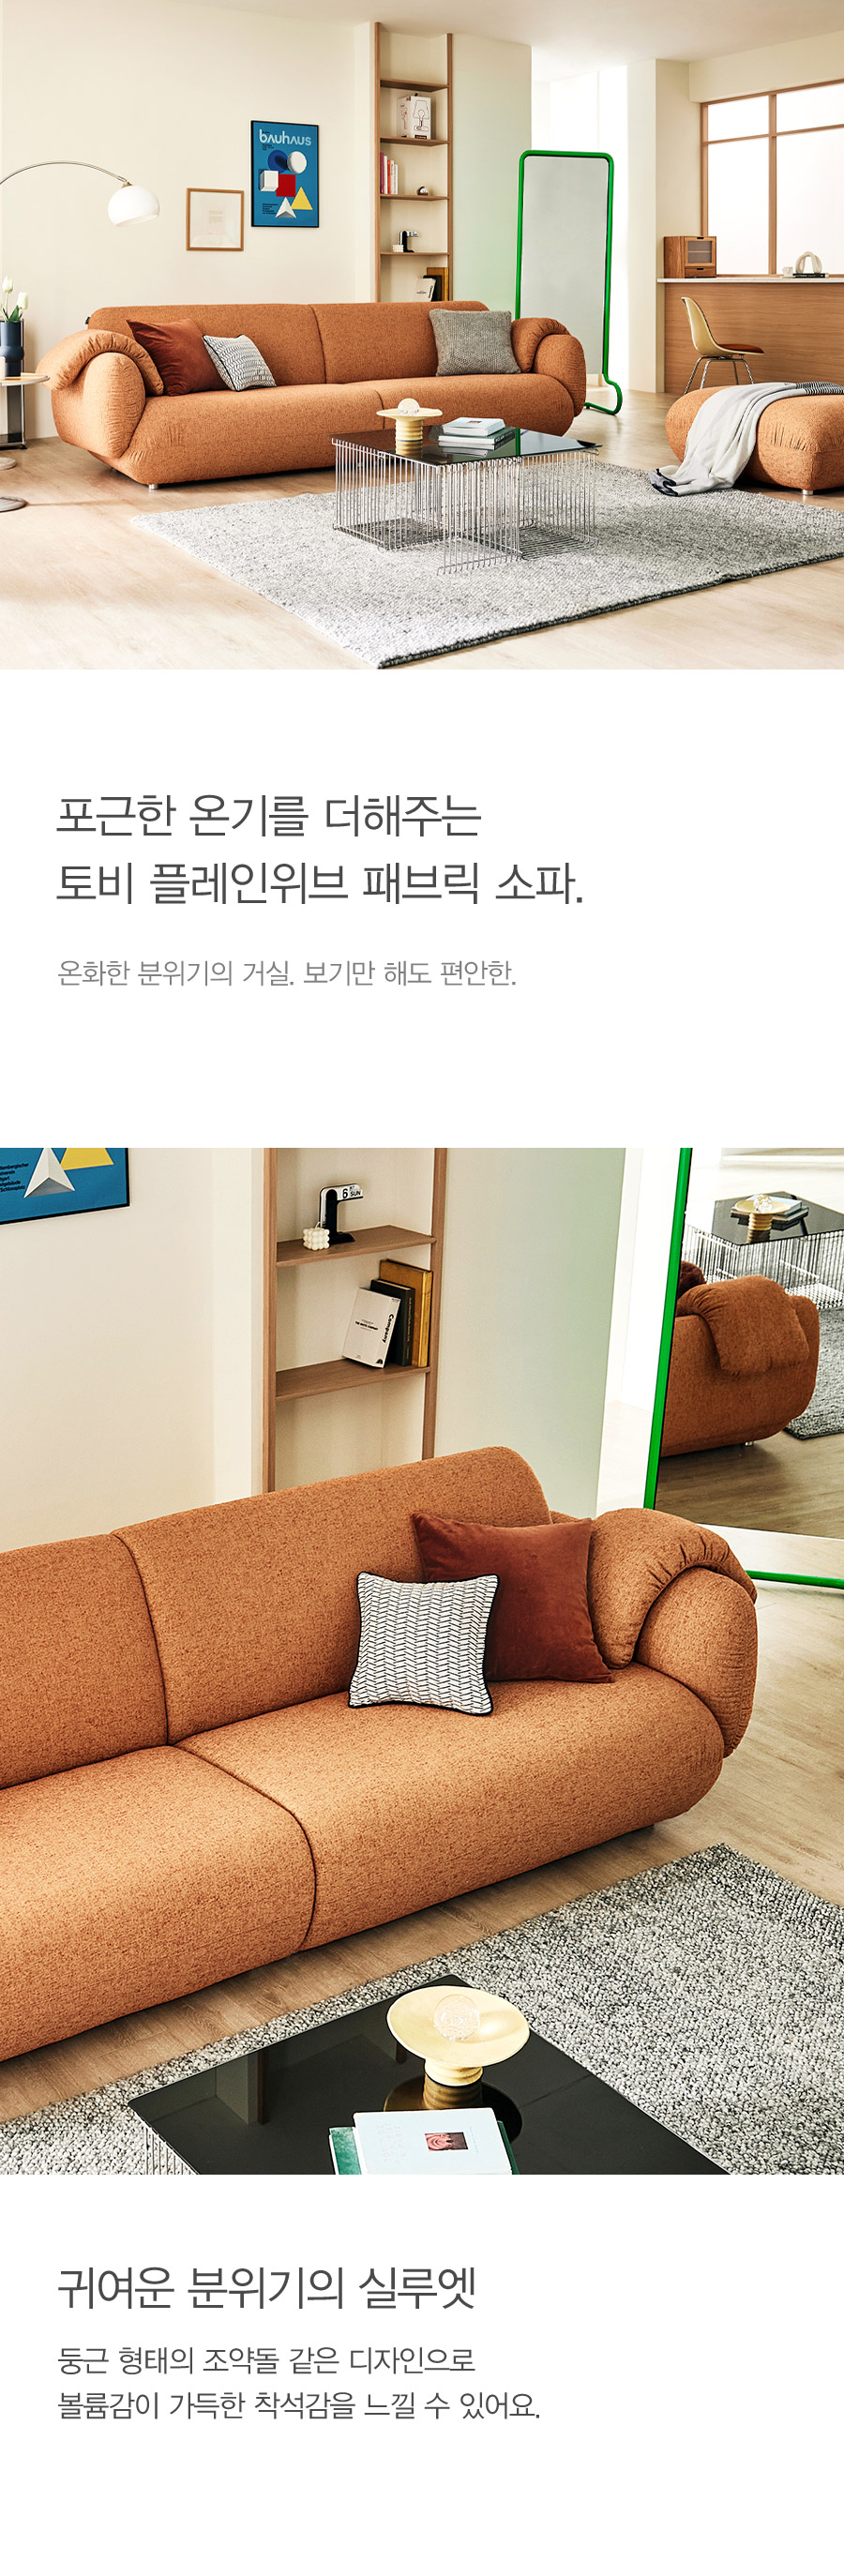 bauhaus
포근한 온기를 더해주는
토비 플레인위브 패브릭 소파.
온화한 분위기의 거실. 보기만 해도 편안한.
6 SUN
Company
귀여운 분위기의 실루엣
둥근 형태의 조약돌 같은 디자인으로
볼륨감이 가득한 착석감을 느낄 수 있어요.